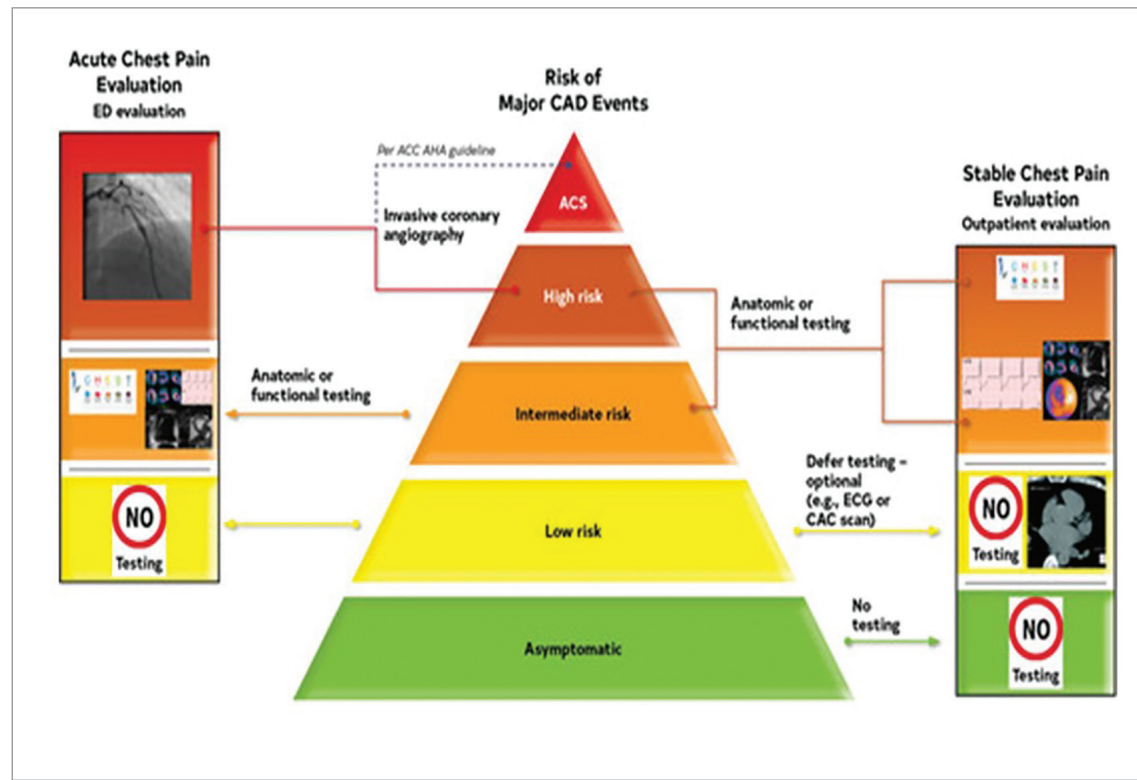 Acute Chest Pain
Evaluation
ED evaluation
Risk of
Major CAD Events
Per ACC AHA guideline
Invasive coronary
angiography
ACS
High risk
Stable Chest Pain
Evaluation
Outpatient evaluation
Anatomic or
functional testing
Anatomic or
functional testing
Intermediate risk
Defer testing –
optional
(e.g., ECG or
CAC scan)
NO
Testing
Low risk
NO
Testing
No
testing
Asymptomatic
NO
Testing